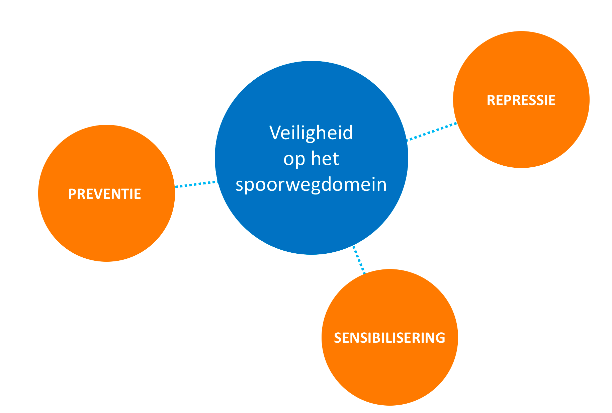 REPRESSIE
Veiligheid
op het
spoorwegdomein
PREVENTIE
SENSIBILISERING